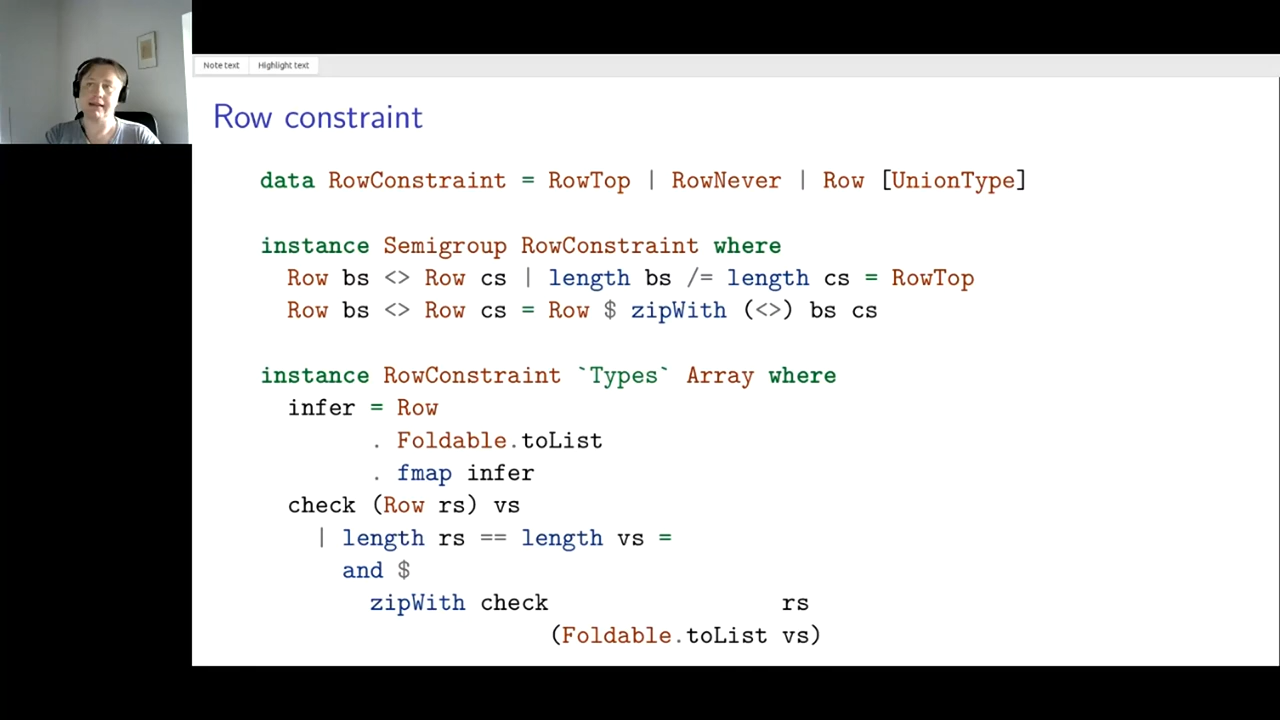 Note text Highlight text
Row constraint
data RowConstraint = RowTop | RowNever | Row [UnionType]
instance Semigroup RowConstraint where
Row bs <> Row cs | length bs /= length cs = RowTop
Row bs <> Row cs = Row $ zipWith (<>) bs cs
instance RowConstraint `Types` Array where
infer = Row
. Foldable.toList
. fmap infer
check (Row rs) vs
| length rs == length vs =
and $
zipWith check rs
(Foldable.toList vs)